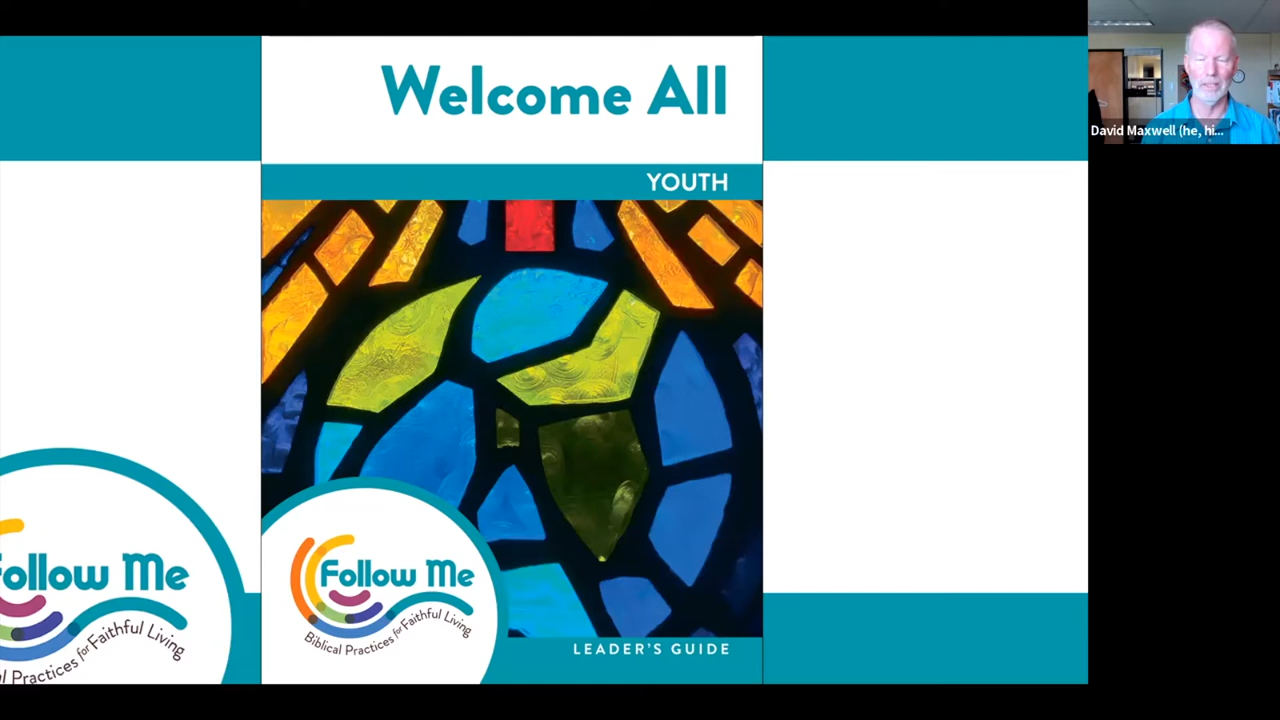 Welcome All
YOUTH
David Maxwell (he, hi...
Follow Me
Biblical Practices for Faithful Living
LEADER'S GUIDE
ollow Me
al Practices for Faithful Living